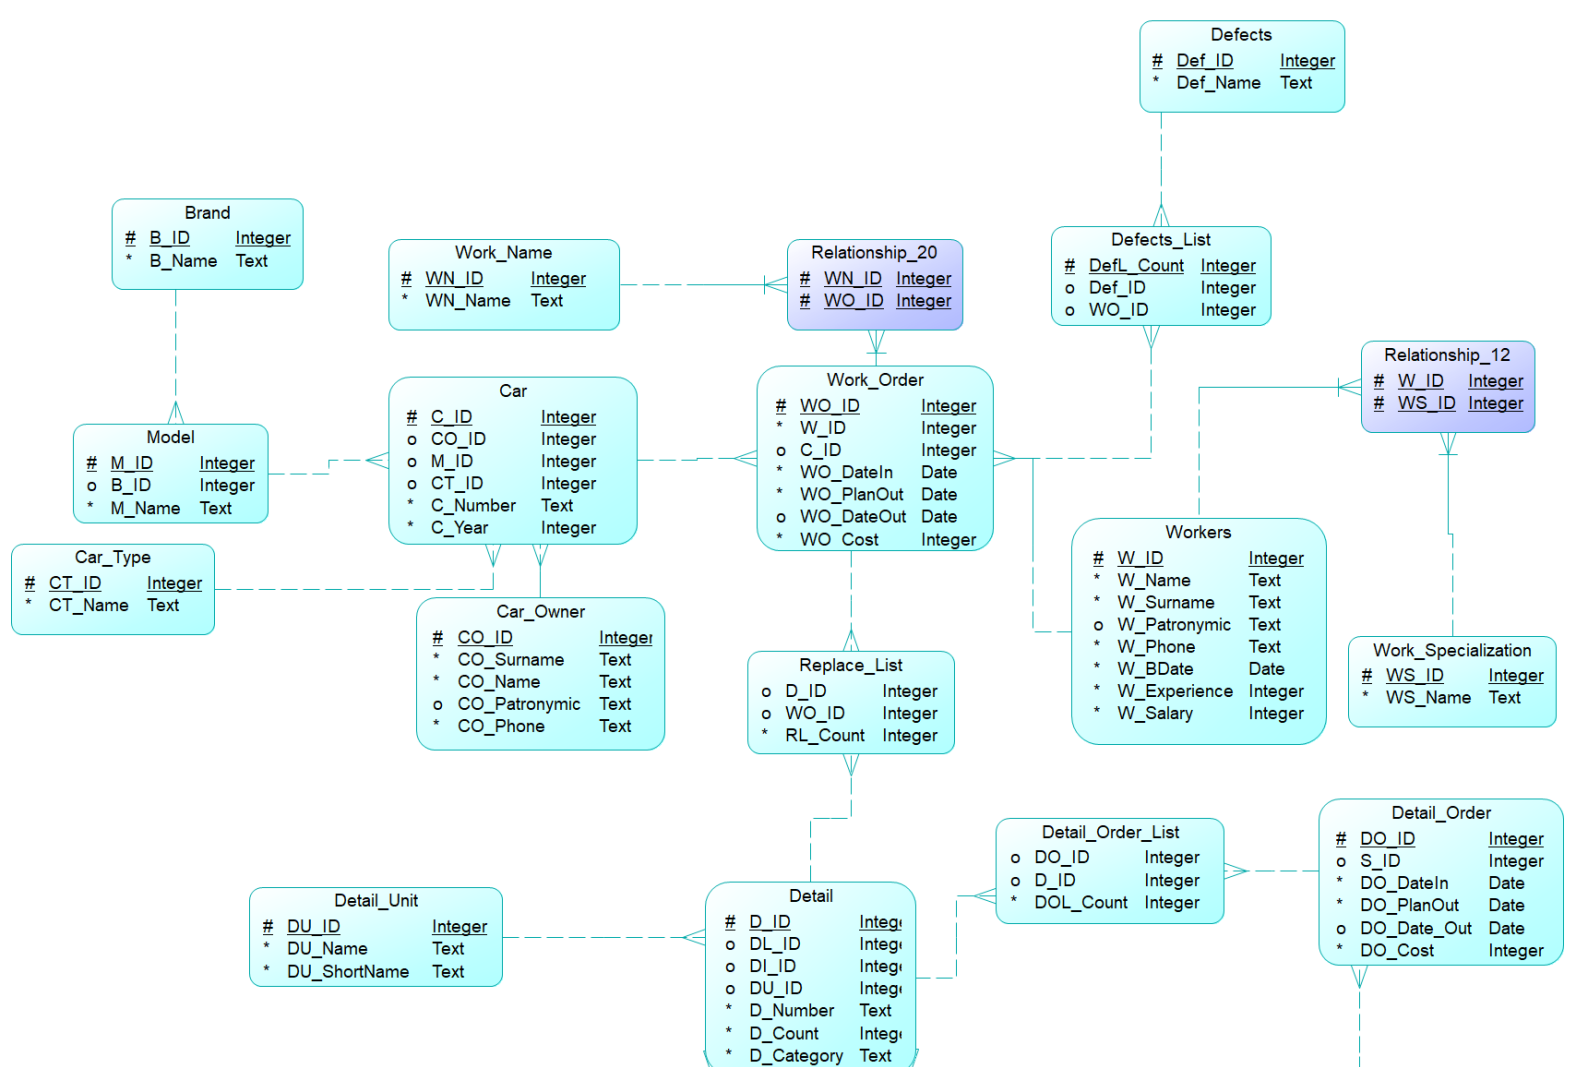 Defects
# Def_ID Integer
* Def_Name Text
Brand
# B_ID Integer
* B_Name Text
Work_Name
# WN_ID Integer
* WN_Name Text
Relationship_20
# WN_ID Integer
# WO_ID Integer
Defects_List
# DefL_Count Integer
o Def_ID Integer
o WO_ID Integer
Relationship_12
# W_ID Integer
# WS_ID Integer
Model
# M_ID Integer
o B_ID Integer
* M_Name Text
Car
# C_ID Integer
o CO_ID Integer
o M_ID Integer
o CT_ID Integer
* C_Number Text
* C_Year Integer
Work_Order
# WO_ID Integer
* W_ID Integer
o C_ID Integer
* WO_DateIn Date
* WO_PlanOut Date
o WO_DateOut Date
* WO_Cost Integer
Car_Type
# CT_ID Integer
* CT_Name Text
Car_Owner
# CO_ID Integer
* CO_Surname Text
* CO_Name Text
o CO_Patronymic Text
* CO_Phone Text
Workers
# W_ID Integer
* W_Name Text
* W_Surname Text
o W_Patronymic Text
* W_Phone Text
* W_BDate Date
* W_Experience Integer
* W_Salary Integer
Replace_List
o D_ID Integer
o WO_ID Integer
* RL_Count Integer
Work_Specialization
# WS_ID Integer
* WS_Name Text
Detail_Unit
# DU_ID Integer
* DU_Name Text
* DU_ShortName Text
Detail
# D_ID Intege
o DL_ID Intege
o DI_ID Intege
o DU_ID Intege
* D_Number Text
* D_Count Intege
* D_Category Text
Detail_Order_List
o DO_ID Integer
o D_ID Integer
* DOL_Count Integer
Detail_Order
# DO_ID Integer
o S_ID Integer
* DO_DateIn Date
* DO_PlanOut Date
o DO_Date_Out Date
* DO_Cost Integer